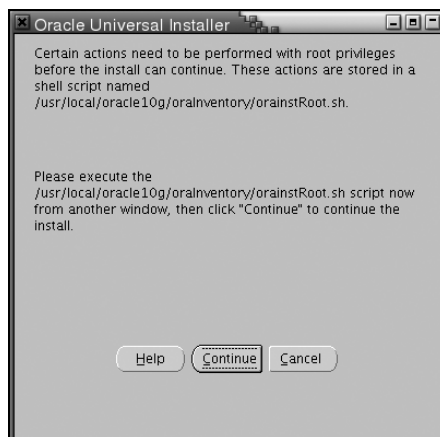 Oracle Universal Installer
Certain actions need to be performed with root privileges
before the install can continue. These actions are stored in a
shell script named
/usr/local/oracle10g/oraInventory/orainstRoot.sh.
Please execute the
/usr/local/oracle10g/oraInventory/orainstRoot.sh script now
from another window, then click "Continue" to continue the
install.
Help Continue Cancel